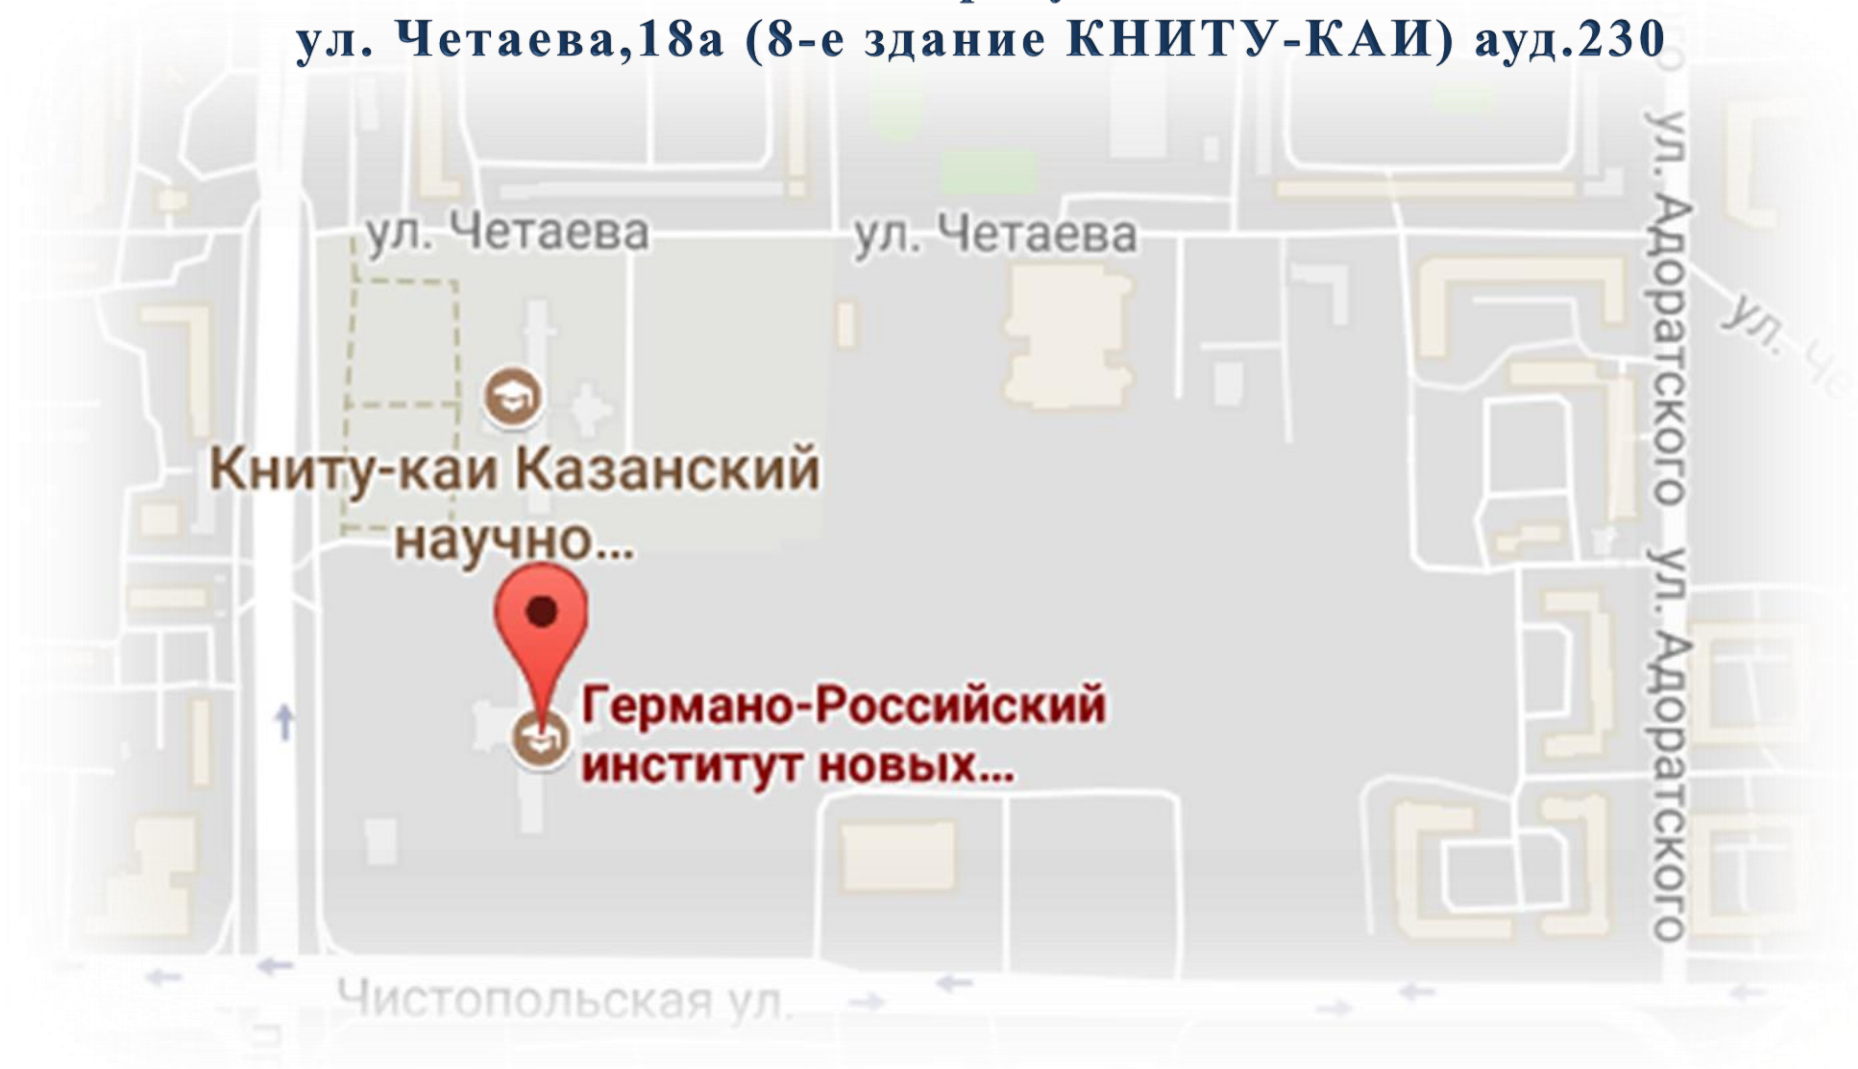 ул. Четаева,18а (8-е здание КНИТУ-КАИ) ауд.230
ул. Четаева
ул. Четаева
ул. Адоратского
ул.
Книту-каи Казанский
научно...
ул. Адоратского
Германо-Российский
институт новых...
Чистопольская ул.